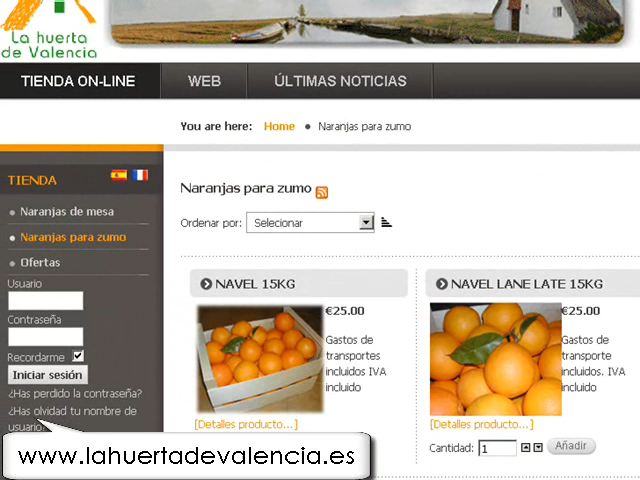 La huerta
de Valencia
TIENDA ON-LINE
WEB
ÚLTIMAS NOTICIAS
You are here: Home Naranjas para zumo
TIENDA
Naranjas de mesa
Naranjas para zumo
Ofertas
Usuario
Contraseña
Recordarme
Iniciar sesión
¿Has perdido la contraseña?
¿Has olvidad tu nombre de
usuario?
Naranjas para zumo
Ordenar por: Selecionar
NAVEL 15KG
€25.00
Gastos de
transportes
incluidos IVA
incluido
[Detalles producto...]
NAVEL LANE LATE 15KG
€25.00
Gastos de
transporte
incluidos. IVA
incluido
[Detalles producto...]
Cantidad: 1 Añadir
www.lahuertadevalencia.es